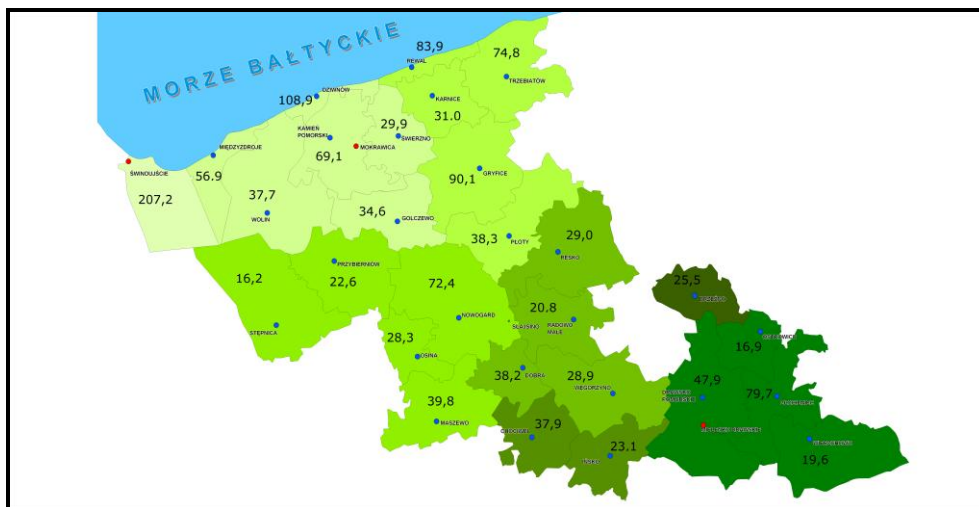 MORZE BAŁTYCKIE
83,9
REWAL
74,8
TRZEBIATÓW
DZIWNÓW
108,9
KARNICE
31.0
29,9
ŚWIERZNO
KAMIEŃ
POMORSKI
MOKRAWICA
69,1
MIĘDZYZDROJE
56.9
ŚWINOUJŚCIE
207,2
GRYFICE
90,1
37,7
WOLIN
34,6
GOLCZEWO
38,3
PŁOTY
29,0
RESKO
PRZYBIERNÓW
22,6
16,2
STEPNICA
72,4
NOWOGARD
25,5
20.8
SŁAJSINO
RADOWO
MAŁE
16,9
28,3
OSINA
38,2
DOBRA
28,9
WĘGORZYNO
47,9
79,7
39,8
MASZEWO
37,9
CHOCIWEL
23.1
IŃSKO
19,6